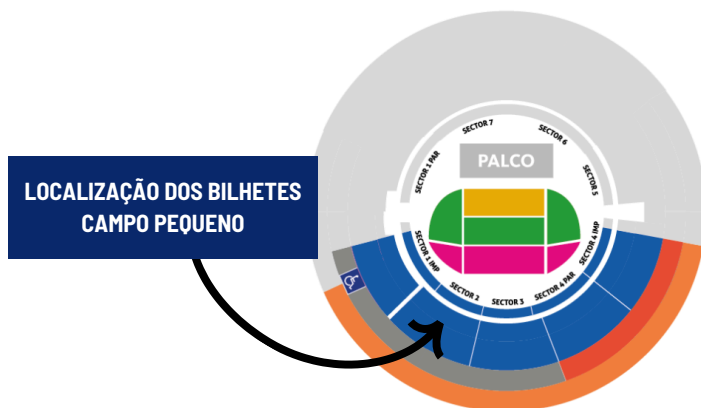 LOCALIZAÇÃO DOS BILHETES
CAMPO PEQUENO
SECTOR 7
SECTOR 6
SECTOR 1 PAR
PALCO
SECTOR 5
SECTOR 1 IMP
SECTOR 4 IMP
SECTOR 2
SECTOR 3
SECTOR 4 PAR